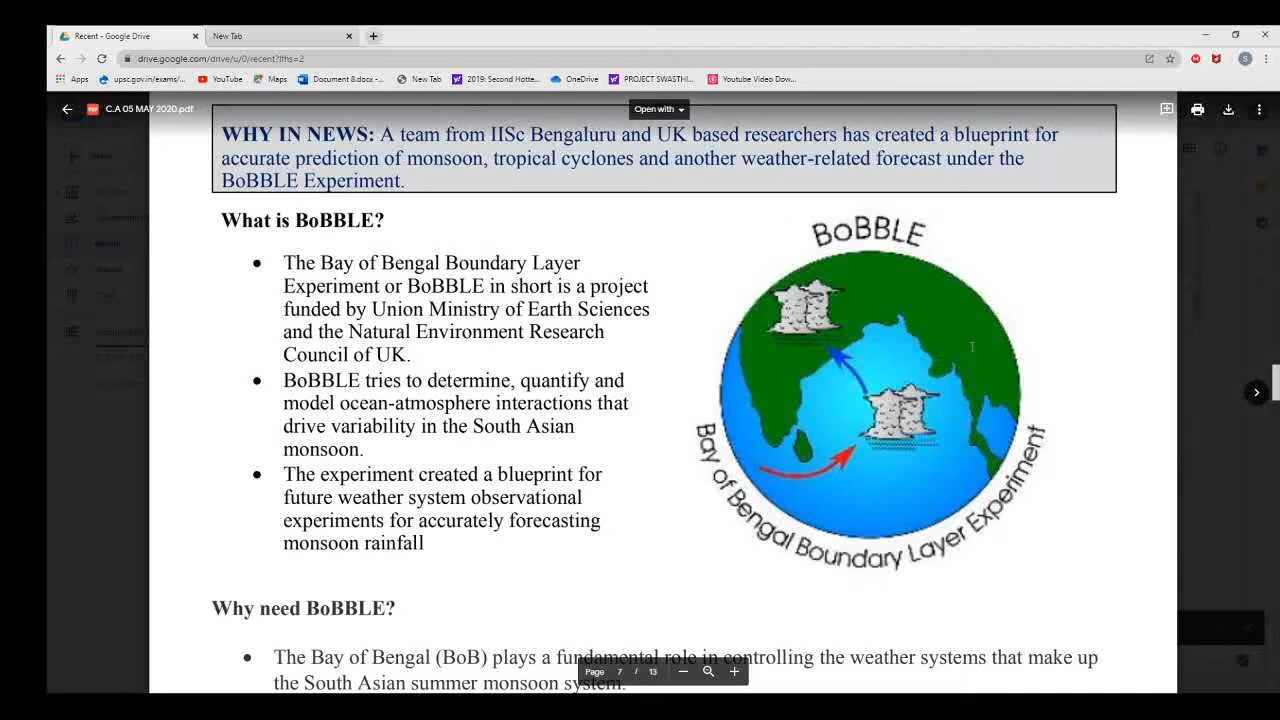 Recent - Google Drive
New Tab
drive.google.com/drive/u/0/recent?lfhs=2
Apps
upsc.gov.in/exams/...
YouTube
Maps
Document 8.docx-...
New Tab
2019: Second Hotte...
OneDrive
PROJECT SWASTHI...
Youtube Video Dow...
C.A 05 MAY 2020.pdf
Open with
WHY IN NEWS: A team from IISc Bengaluru and UK based researchers has created a blueprint for
accurate prediction of monsoon, tropical cyclones and another weather-related forecast under the
BoBBLE Experiment.
What is BoBBLE?
• The Bay of Bengal Boundary Layer
Experiment or BoBBLE in short is a project
funded by Union Ministry of Earth Sciences
and the Natural Environment Research
Council of UK.
• BoBBLE tries to determine, quantify and
model ocean-atmosphere interactions that
drive variability in the South Asian
monsoon.
• The experiment created a blueprint for
future weather system observational
experiments for accurately forecasting
monsoon rainfall
BoBBLE
Bay of Bengal Boundary Layer Experiment
Why need BoBBLE?
• The Bay of Bengal (BoB) plays a fundamental role in controlling the weather systems that make up
the South Asian summer monsoon system.
Page 7 / 13